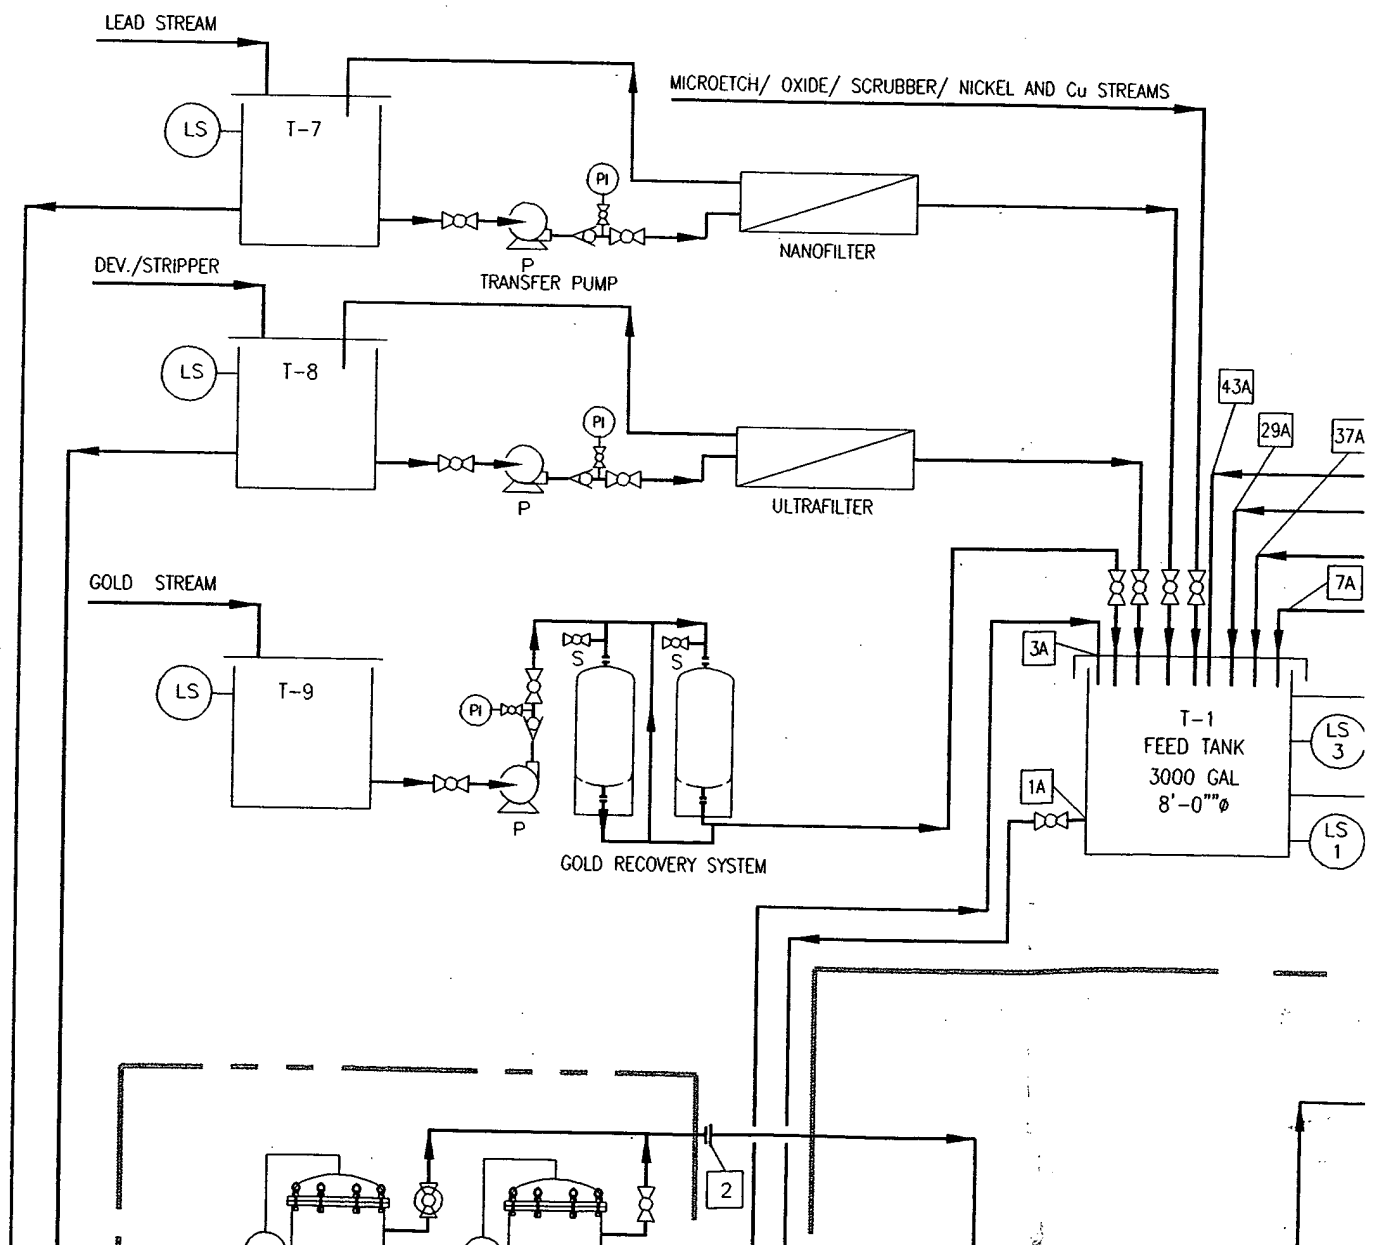 LEAD STREAM
MICROETCH/ OXIDE/ SCRUBBER/ NICKEL AND Cu STREAMS
LS
T-7
PI
NANOFILTER
P
TRANSFER PUMP
DEV./STRIPPER
LS
T-8
PI
ULTRAFILTER
P
43A
29A
37A
7A
GOLD STREAM
LS
T-9
PI
S
S
P
GOLD RECOVERY SYSTEM
3A
T-1
FEED TANK
3000 GAL
8'-0""ø
1A
LS
3
LS
1
2